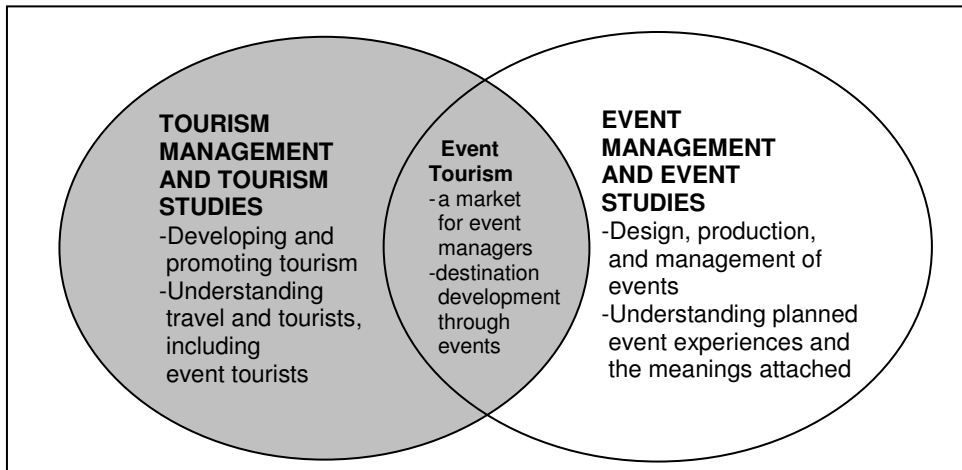 TOURISM
MANAGEMENT
AND TOURISM
STUDIES
-Developing and
promoting tourism
-Understanding
travel and tourists,
including
event tourists
Event
Tourism
-a market
for event
managers
-destination
development
through
events
EVENT
MANAGEMENT
AND EVENT
STUDIES
-Design, production,
and management of
events
-Understanding planned
event experiences and
the meanings attached